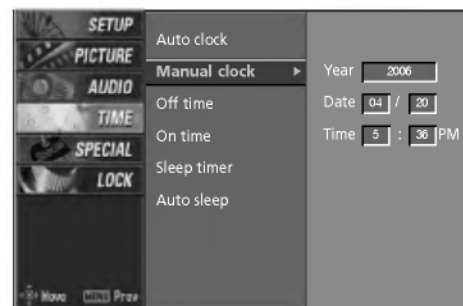 SETUP
PICTURE
AUDIO
TIME
SPECIAL
LOCK
Move MENU Prev
Auto clock
Manual clock
Off time
On time
Sleep timer
Auto sleep
Year 2006
Date 04 / 20
Time 5 : 36 PM